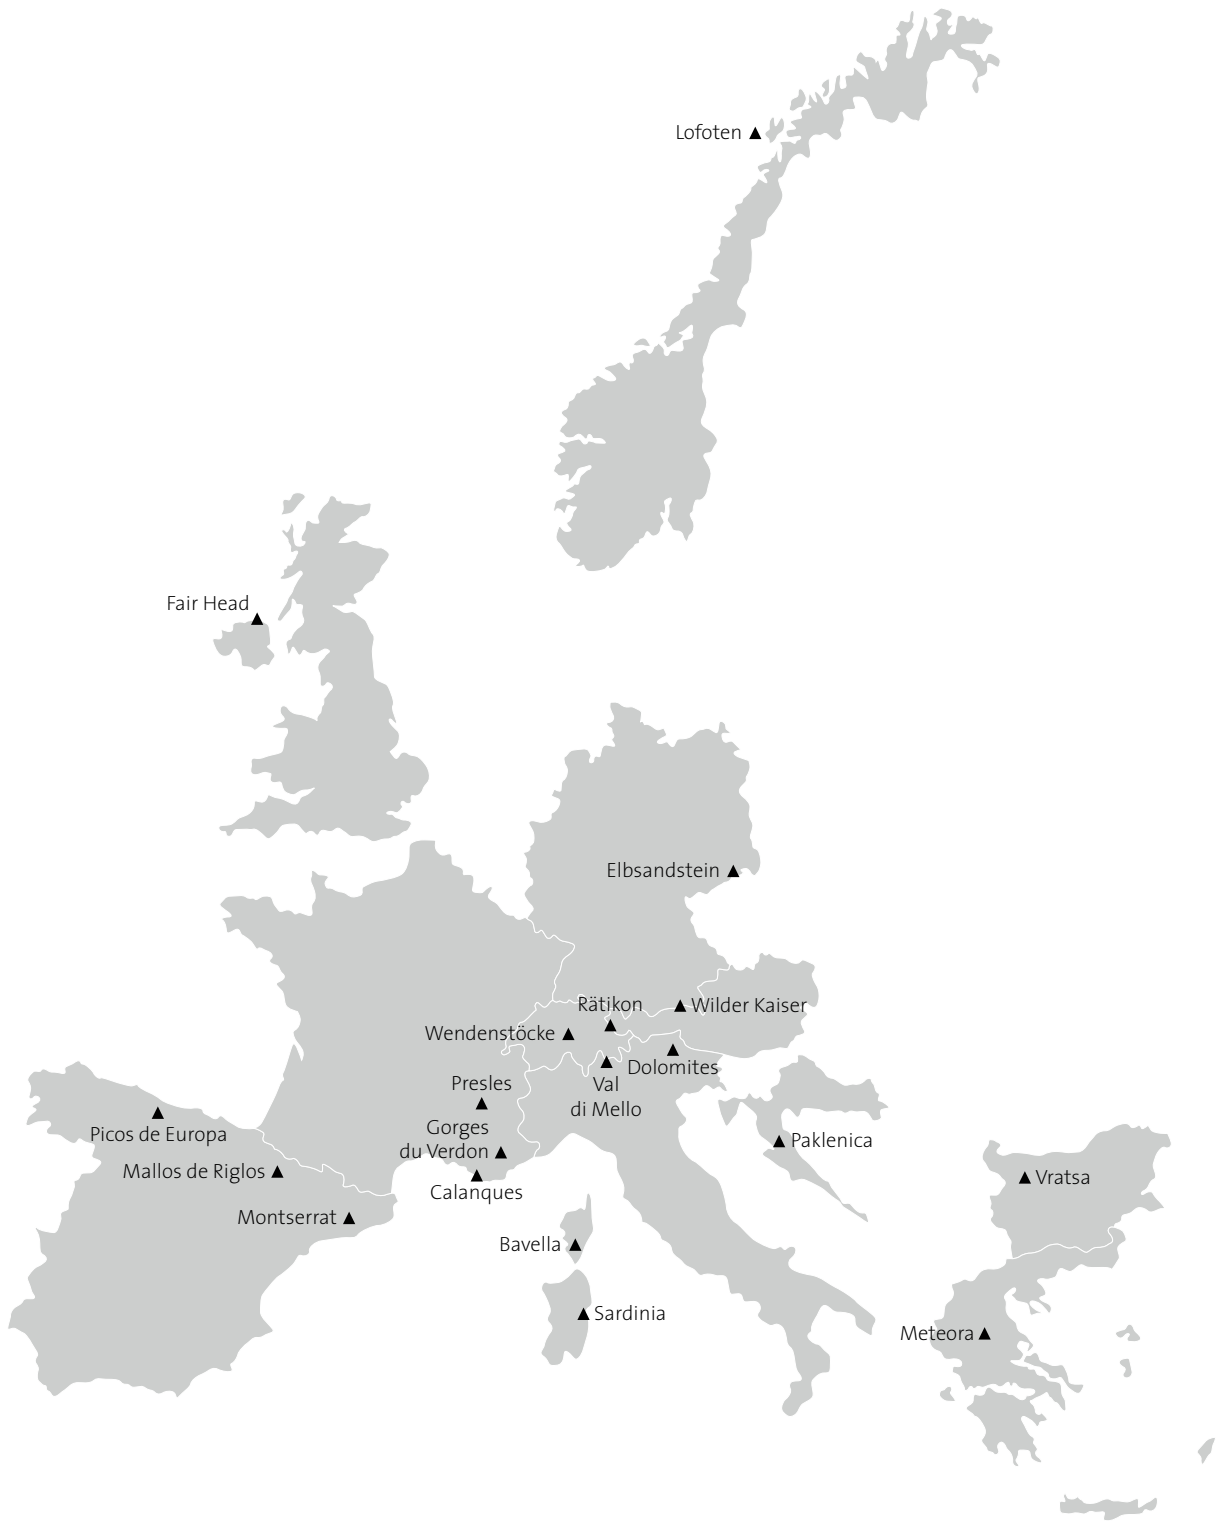 Lofoten
Fair Head
Elbsandstein
Rätikon
Wilder Kaiser
Wendenstöcke
Dolomites
Presles
Val
di Mello
Gorges
du Verdon
Picos de Europa
Paklenica
Mallos de Riglos
Vratsa
Calanques
Montserrat
Bavella
Sardinia
Meteora